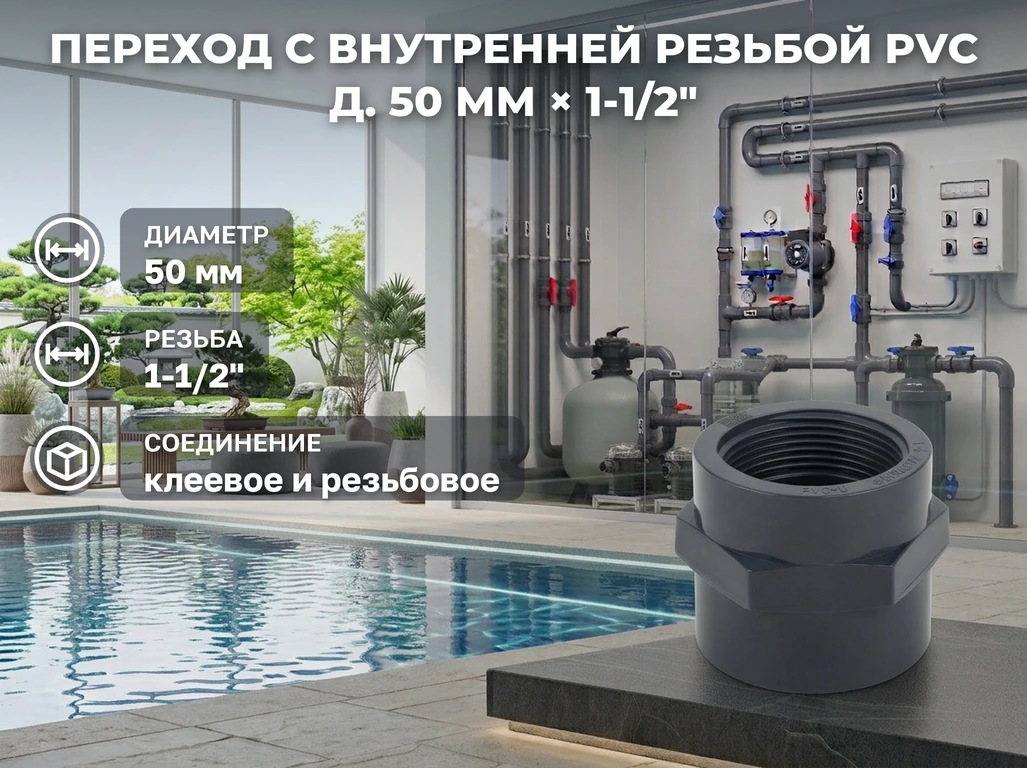 ПЕРЕХОД С ВНУТРЕННЕЙ РЕЗЬБОЙ PVC
Д. 50 ММ × 1-1/2"
ДИАМЕТР
50 мм
РЕЗЬБА
1-1/2"
СОЕДИНЕНИЕ
клеевое и резьбовое
PVC-U